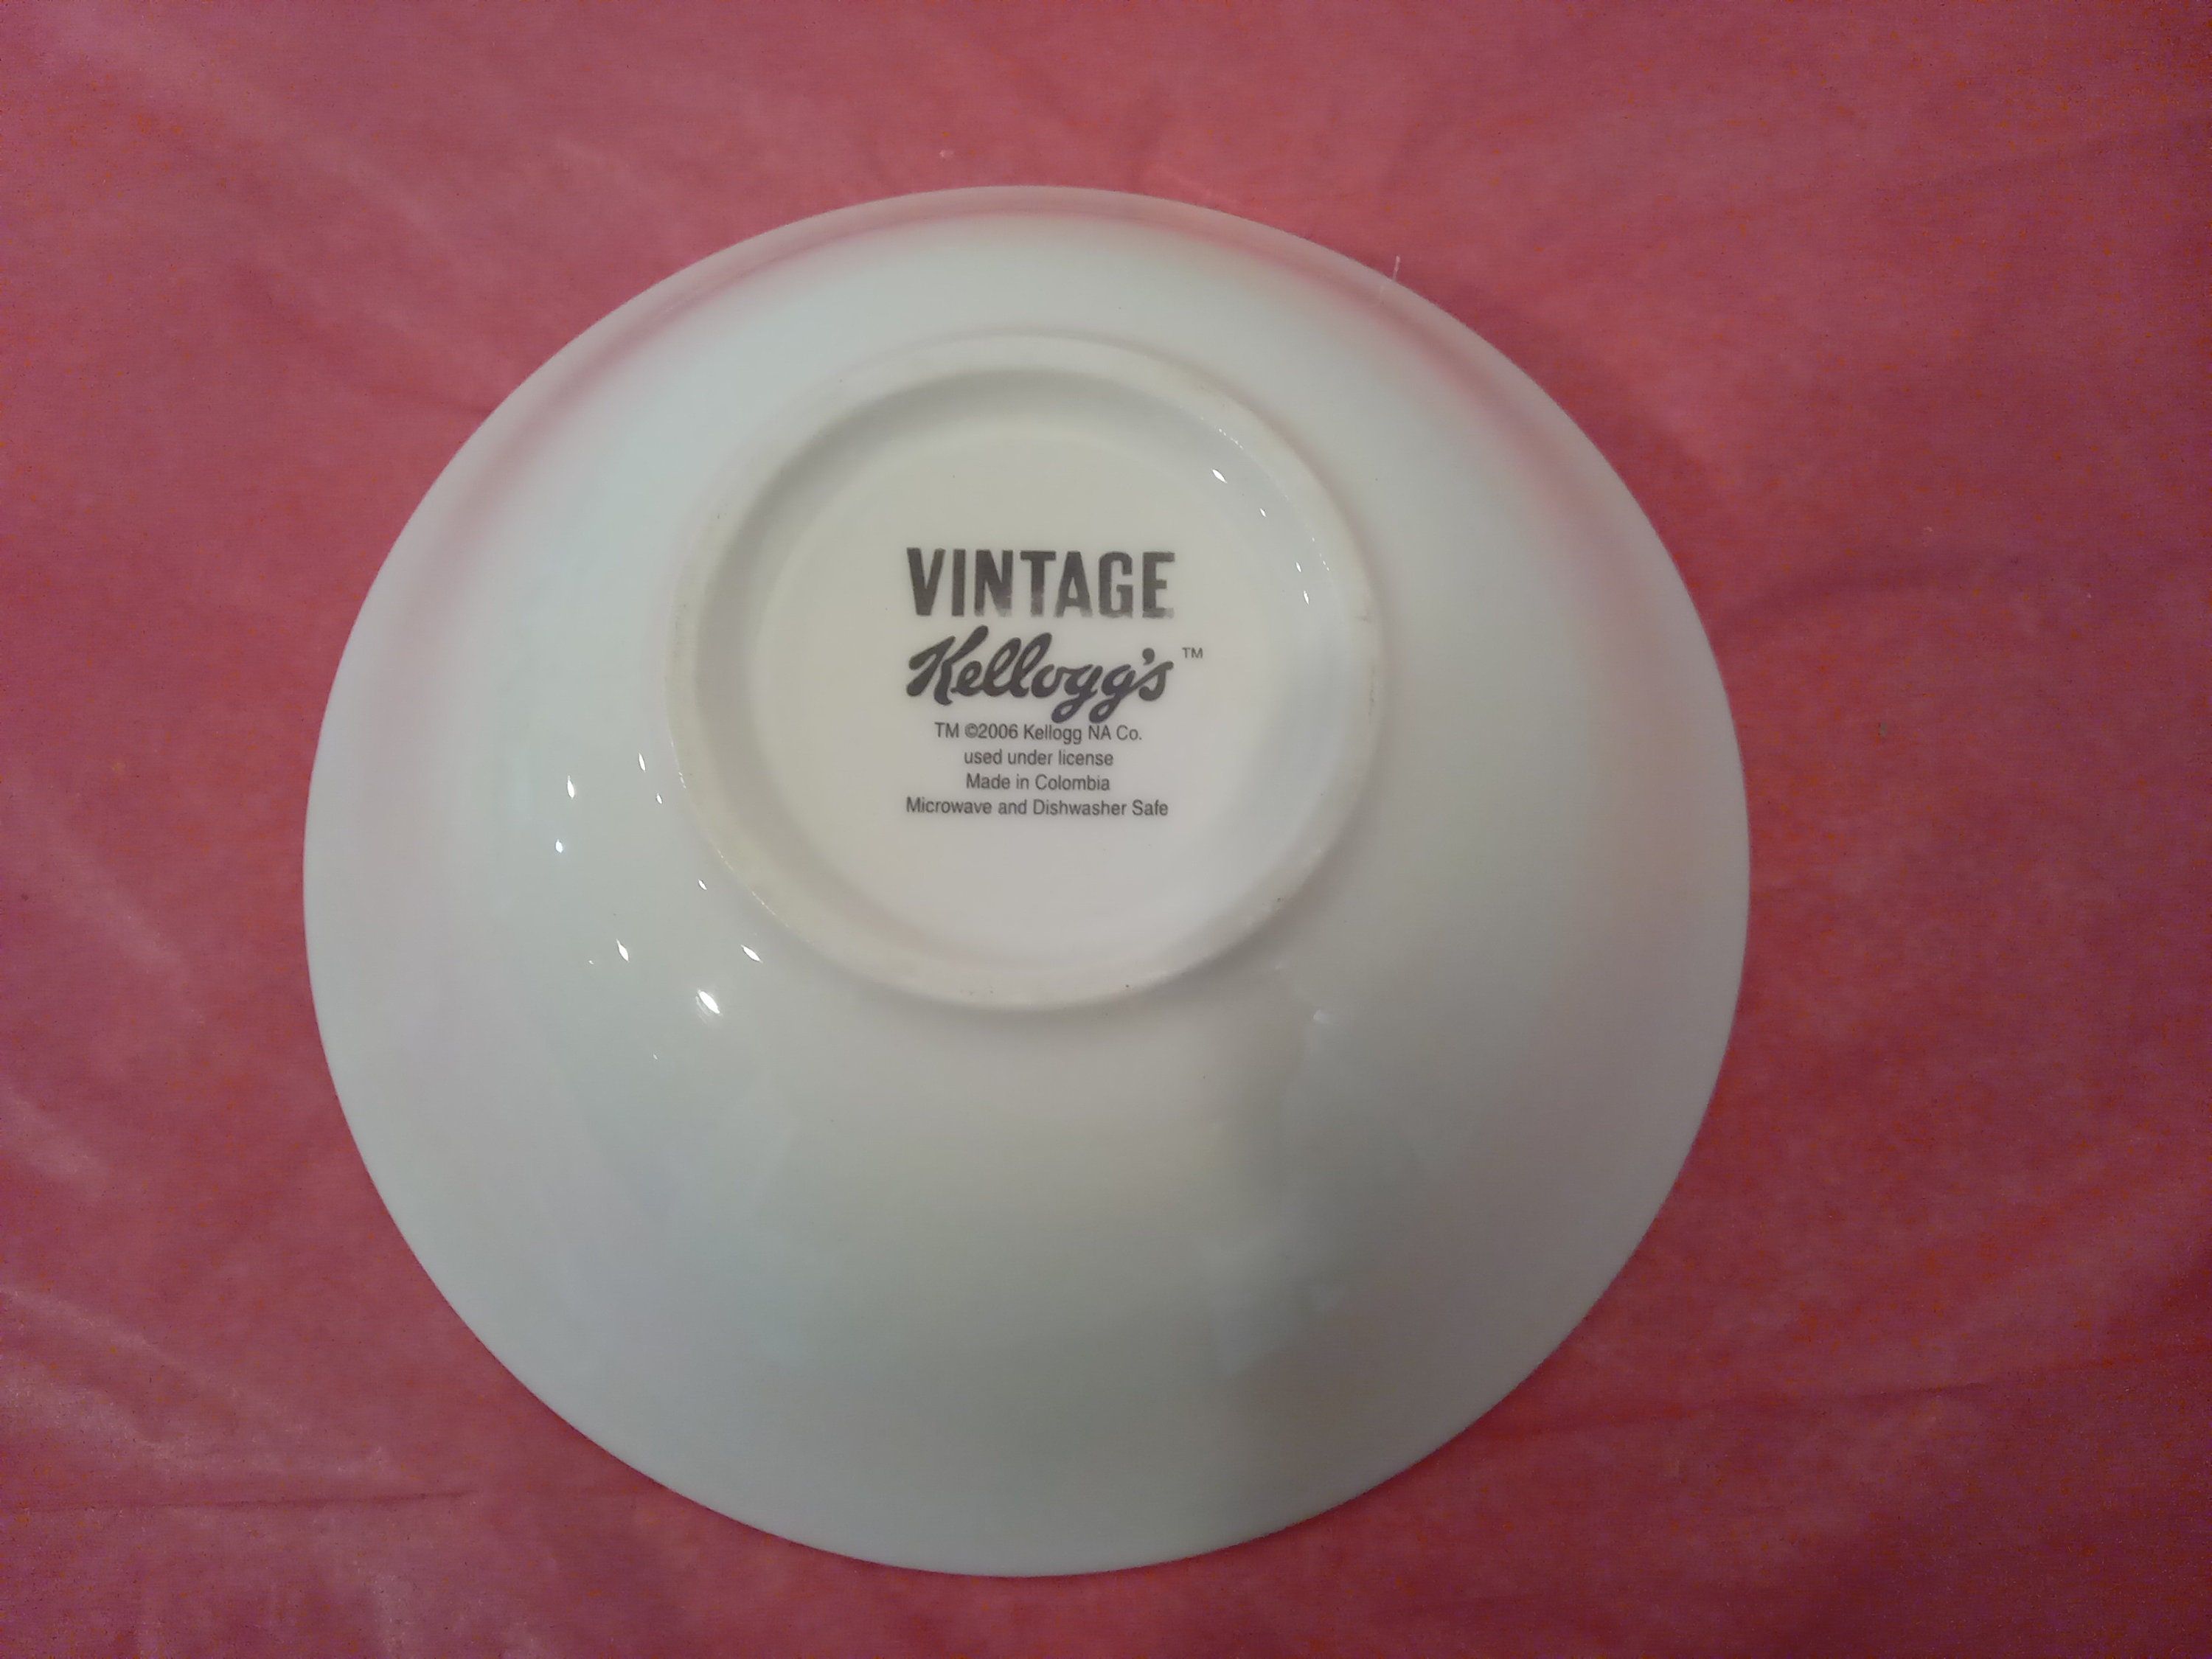 VINTAGE
Kellogg's™
TM ©2006 Kellogg NA Co.
used under license
Made in Colombia
Microwave and Dishwasher Safe